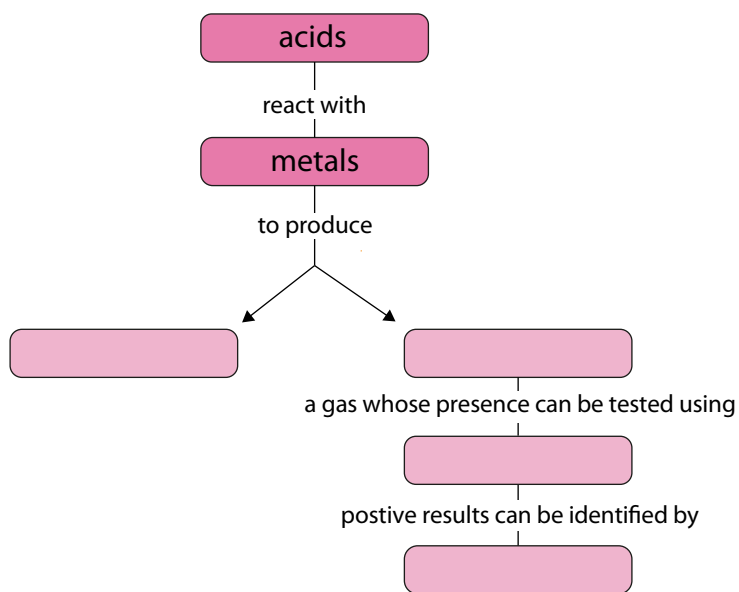 acids
react with
metals
to produce
a gas whose presence can be tested using
postive results can be identified by